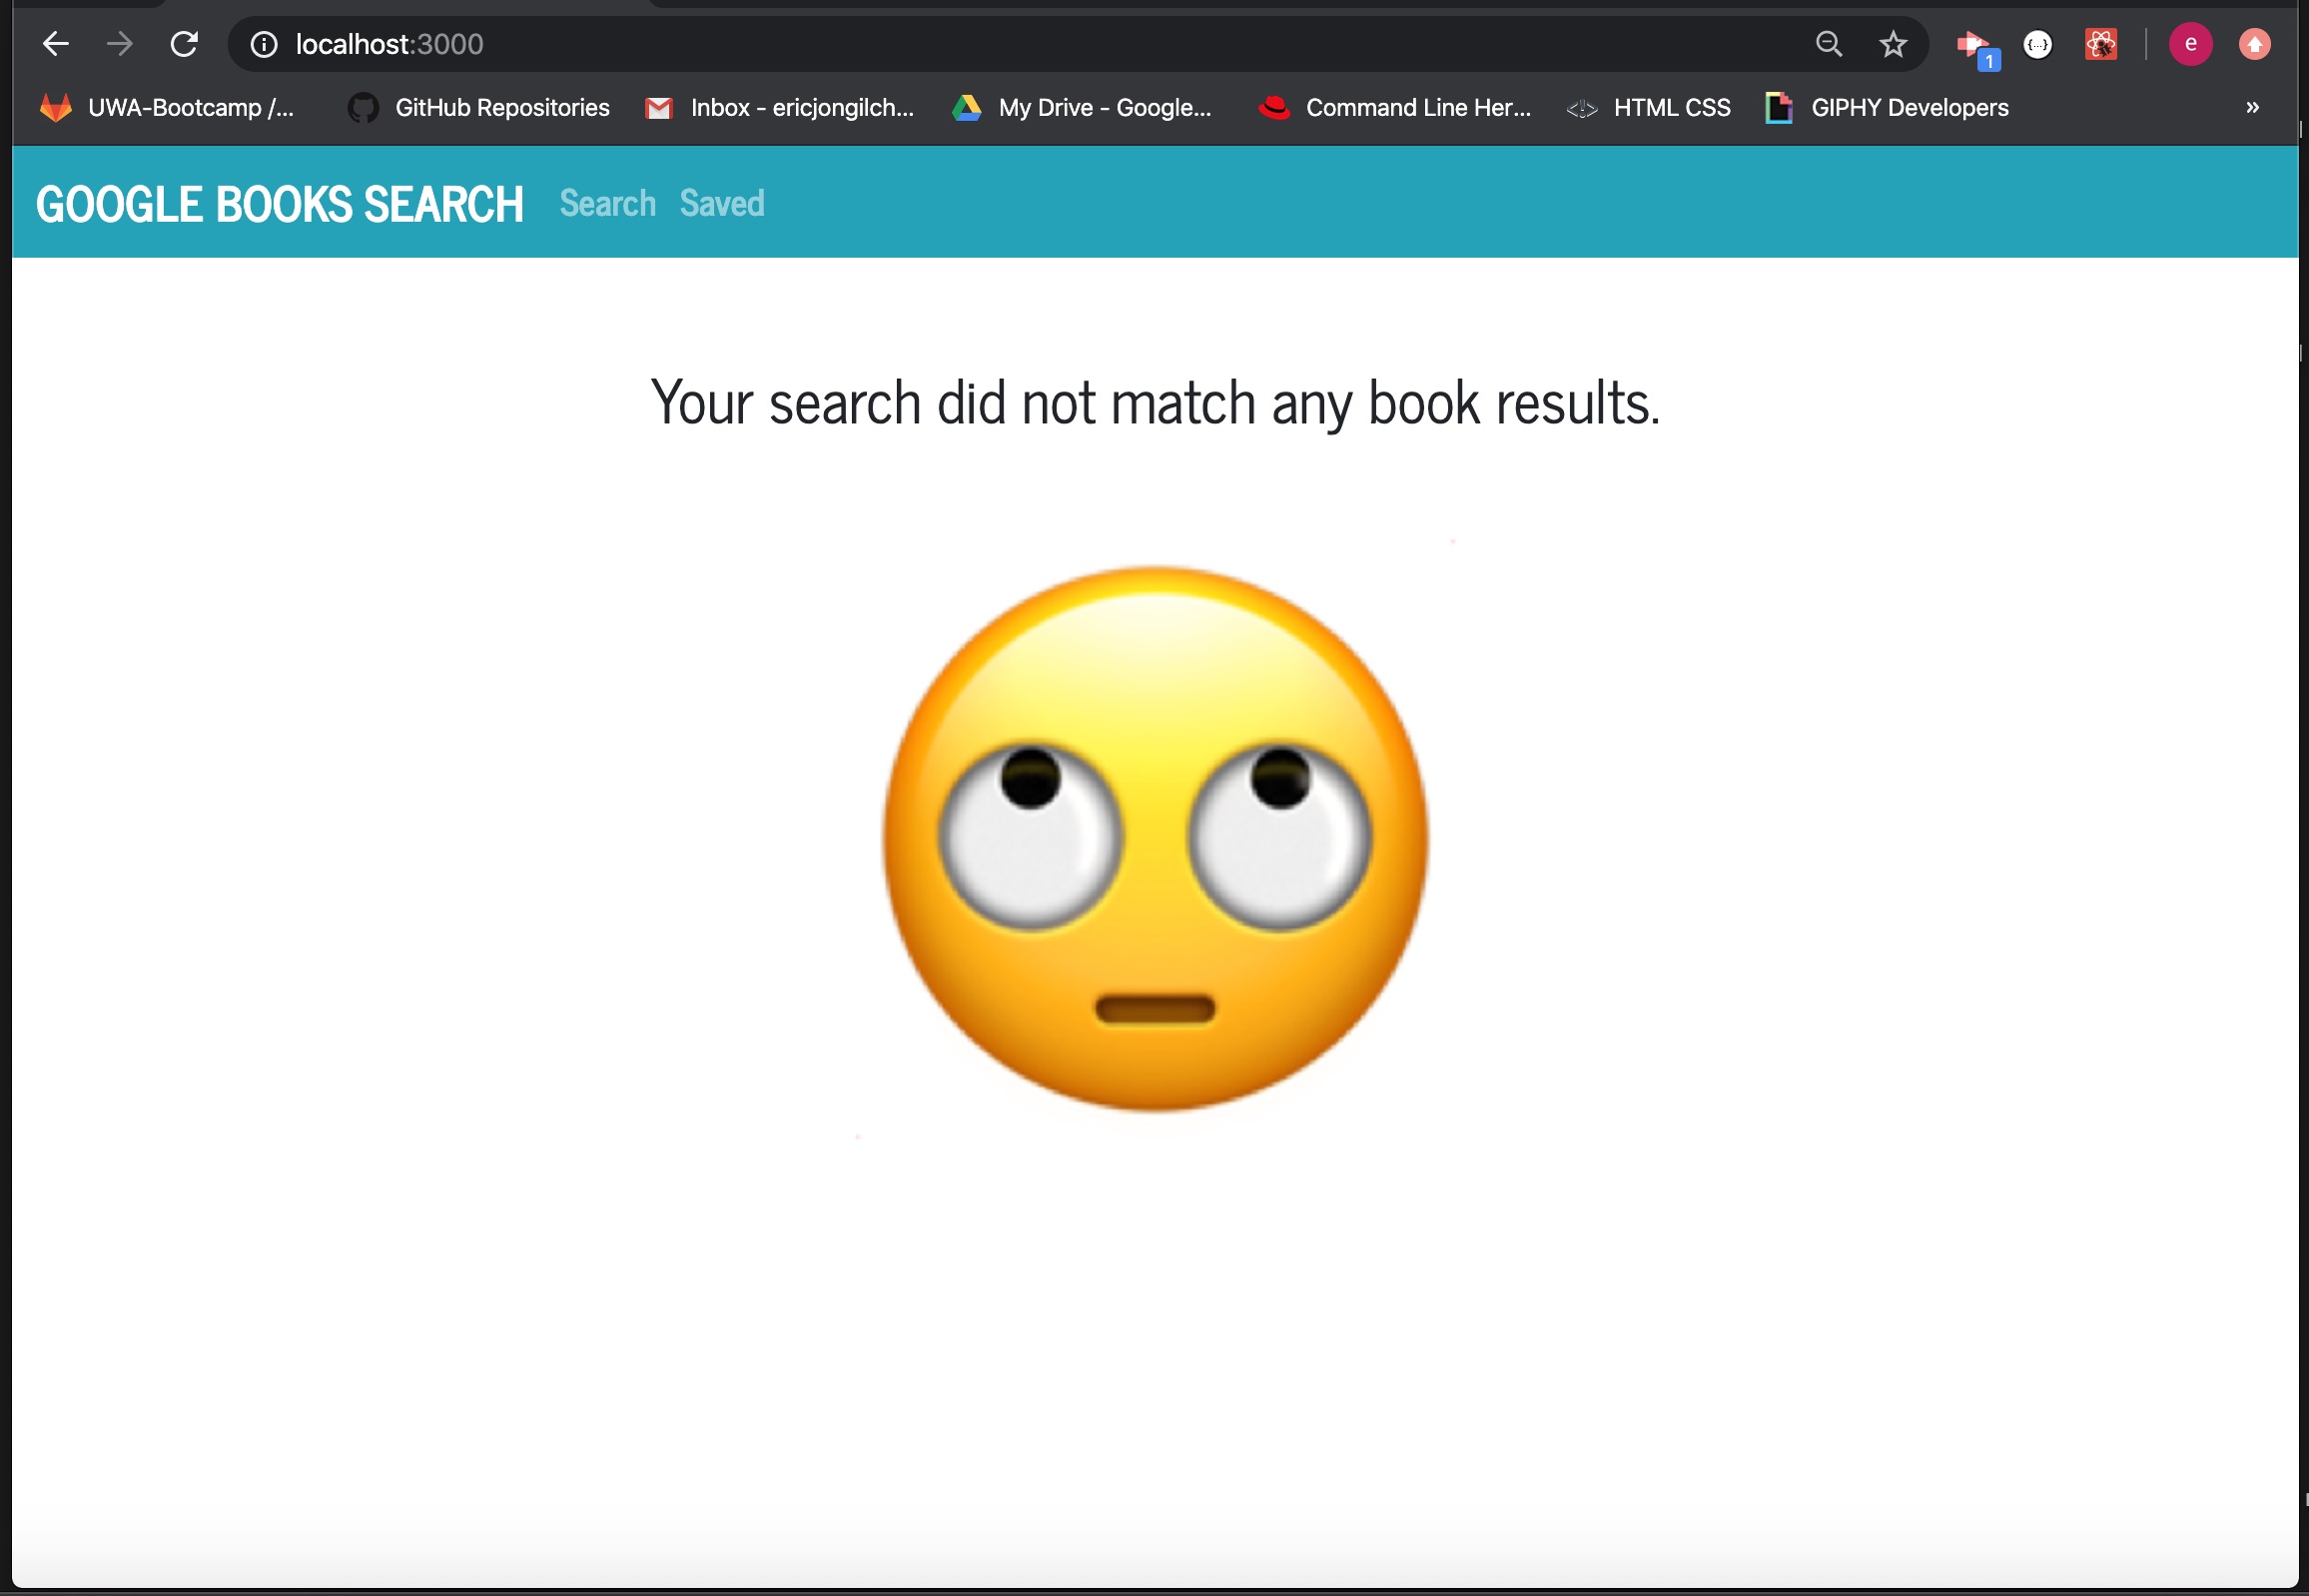 localhost:3000
1
{...}
e
UWA-Bootcamp /...
GitHub Repositories
Inbox - ericjongilch...
My Drive - Google...
Command Line Her...
HTML CSS
GIPHY Developers
»
GOOGLE BOOKS SEARCH
Search
Saved
Your search did not match any book results.